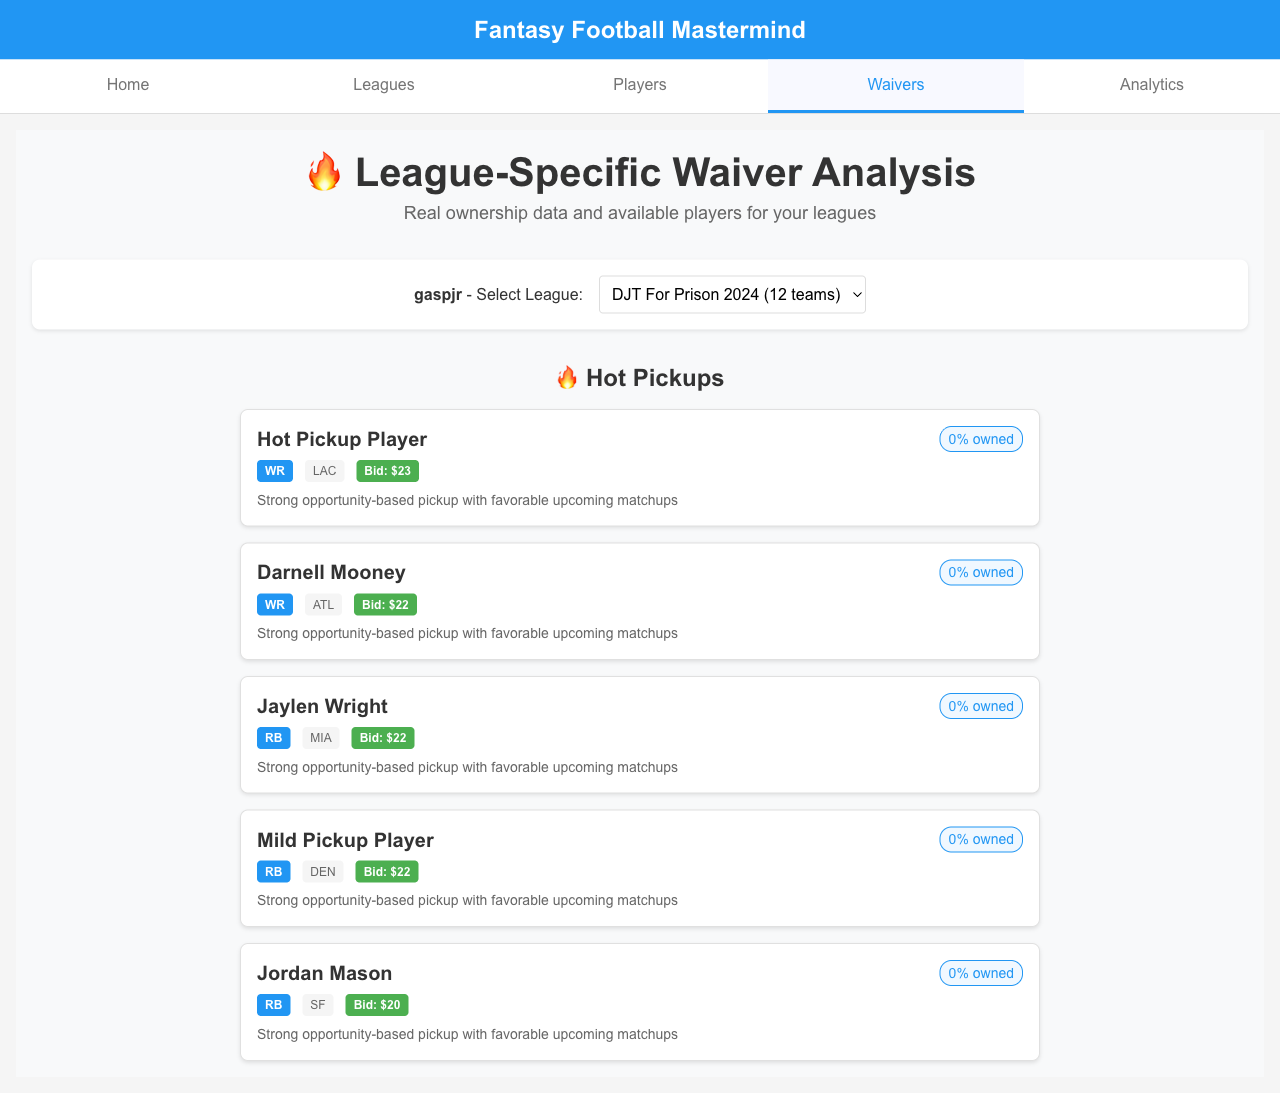 Fantasy Football Mastermind
Home Leagues Players Waivers Analytics
🔥 League-Specific Waiver Analysis
Real ownership data and available players for your leagues
gaspjr - Select League: DJT For Prison 2024 (12 teams)
🔥 Hot Pickups
Hot Pickup Player 0% owned
WR LAC Bid: $23
Strong opportunity-based pickup with favorable upcoming matchups
Darnell Mooney 0% owned
WR ATL Bid: $22
Strong opportunity-based pickup with favorable upcoming matchups
Jaylen Wright 0% owned
RB MIA Bid: $22
Strong opportunity-based pickup with favorable upcoming matchups
Mild Pickup Player 0% owned
RB DEN Bid: $22
Strong opportunity-based pickup with favorable upcoming matchups
Jordan Mason 0% owned
RB SF Bid: $20
Strong opportunity-based pickup with favorable upcoming matchups